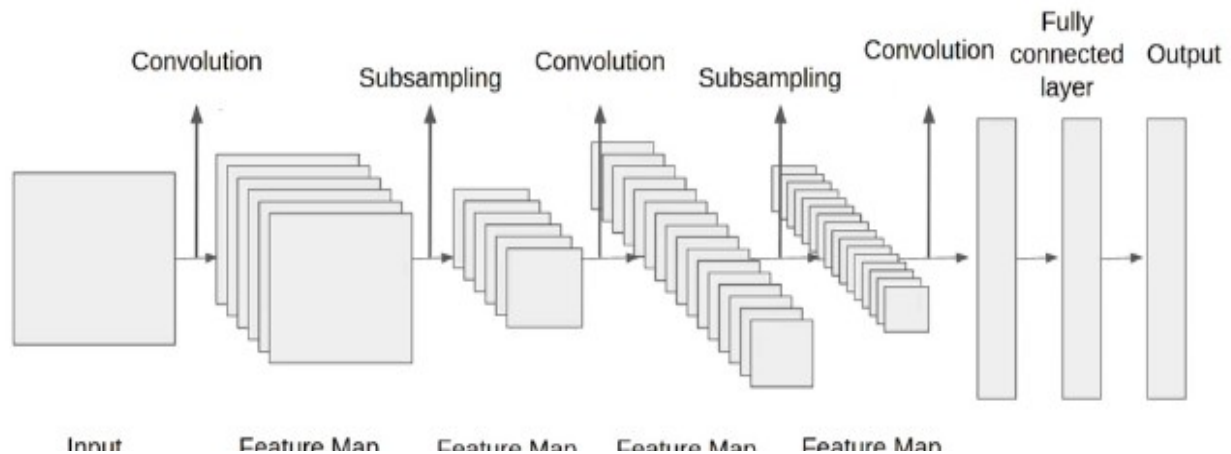 Convolution
Subsampling
Convolution
Subsampling
Convolution
Fully
connected
layer
Output
Input
Feature Map
Feature Map
Feature Map
Feature Map